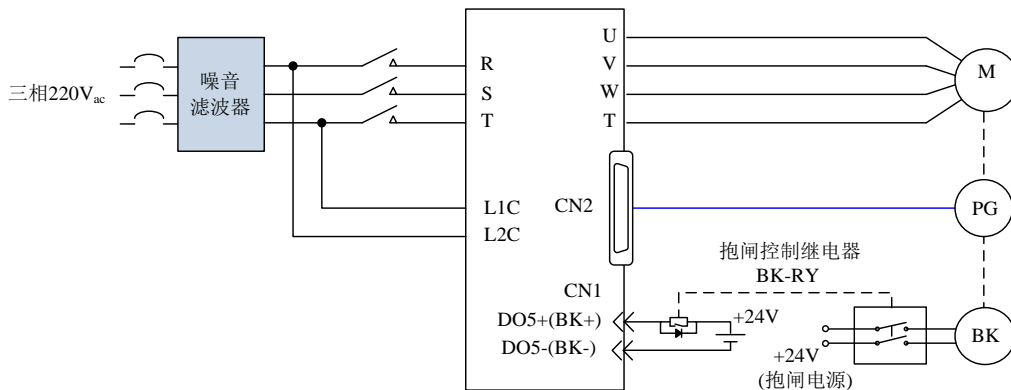 三相220Vac
噪音
滤波器
R
S
T
L1C
L2C
U
V
W
T
CN2
CN1
DO5+(BK+)
DO5-(BK-)
M
PG
抱闸控制继电器
BK-RY
+24V
+24V
(抱闸电源)
BK